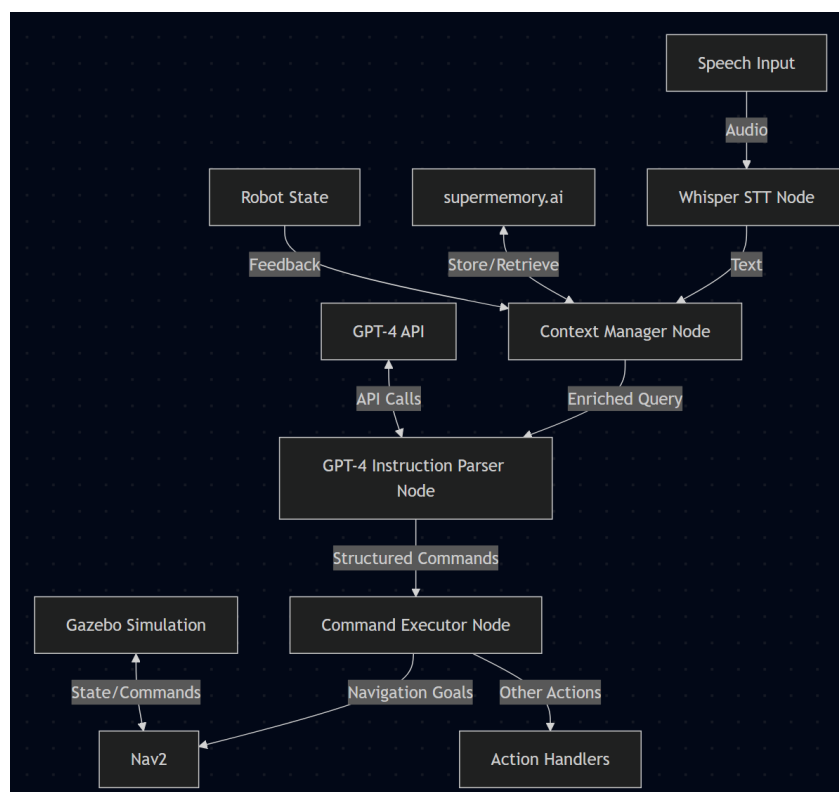 Speech Input
Audio
Robot State
supermemory.ai
Whisper STT Node
Feedback
Store/Retrieve
Text
GPT-4 API
Context Manager Node
API Calls
Enriched Query
GPT-4 Instruction Parser
Node
Structured Commands
Gazebo Simulation
Command Executor Node
State/Commands
Navigation Goals
Other Actions
Nav2
Action Handlers